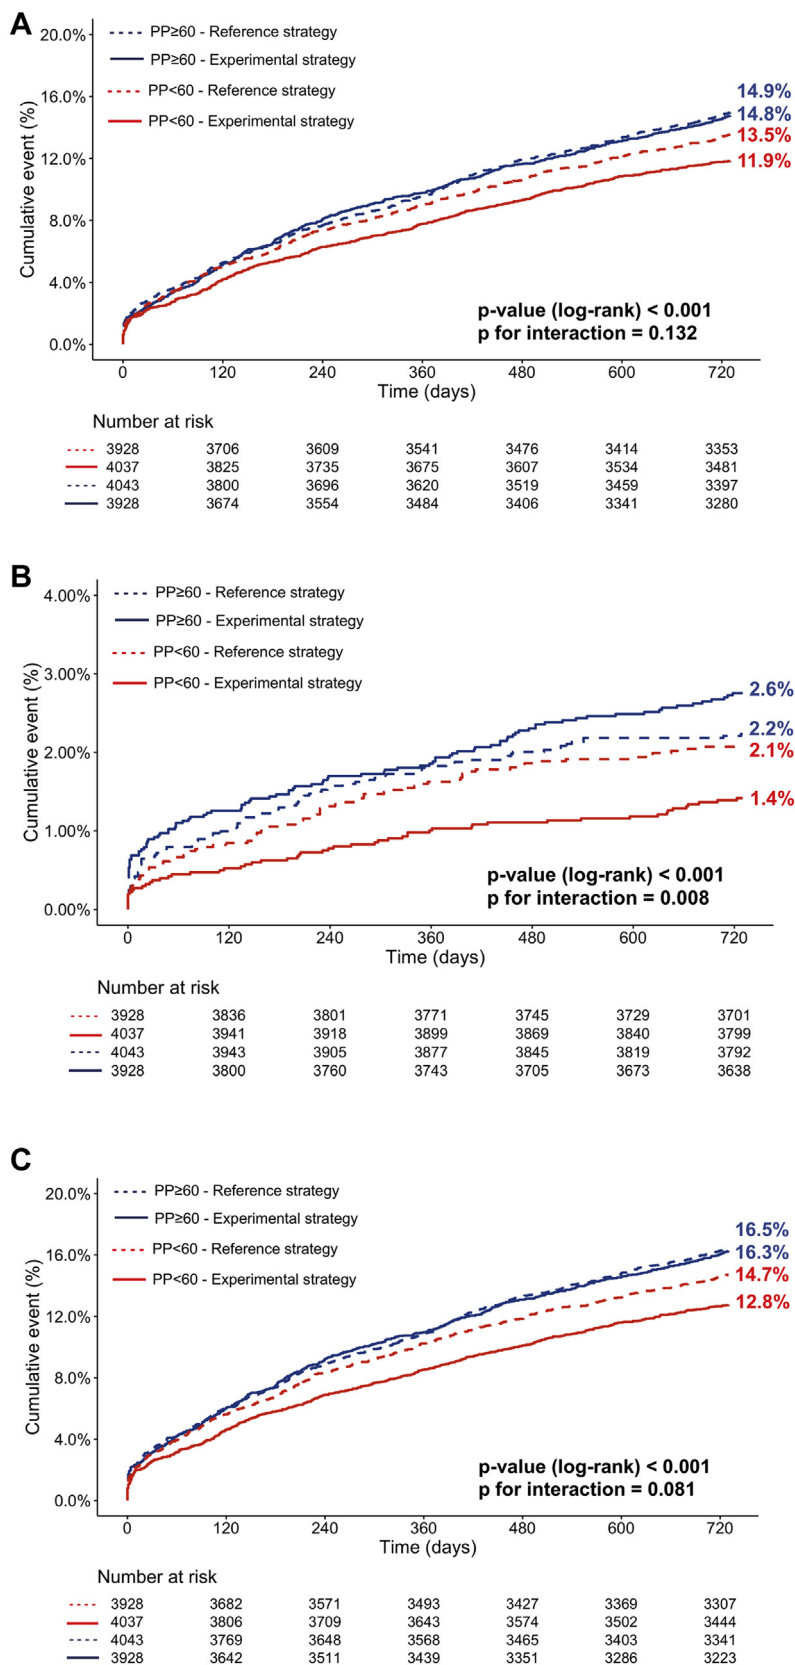 A
20.0%
16.0%
12.0%
8.0%
4.0%
0.0%
Cumulative event (%)
PP≥60 - Reference strategy
PP≥60 - Experimental strategy
PP<60 - Reference strategy
PP<60 - Experimental strategy
14.9%
14.8%
13.5%
11.9%
p-value (log-rank) < 0.001
p for interaction = 0.132
0 120 240 360 480 600 720
Time (days)
Number at risk
3928 3706 3609 3541 3476 3414 3353
4037 3825 3735 3675 3607 3534 3481
4043 3800 3696 3620 3519 3459 3397
3928 3674 3554 3484 3406 3341 3280
B
4.00%
3.00%
2.00%
1.00%
0.00%
Cumulative event (%)
PP≥60 - Reference strategy
PP≥60 - Experimental strategy
PP<60 - Reference strategy
PP<60 - Experimental strategy
2.6%
2.2%
2.1%
1.4%
p-value (log-rank) < 0.001
p for interaction = 0.008
0 120 240 360 480 600 720
Time (days)
Number at risk
3928 3836 3801 3771 3745 3729 3701
4037 3941 3918 3899 3869 3840 3799
4043 3943 3905 3877 3845 3819 3792
3928 3800 3760 3743 3705 3673 3638
C
20.0%
16.0%
12.0%
8.0%
4.0%
0.0%
Cumulative event (%)
PP≥60 - Reference strategy
PP≥60 - Experimental strategy
PP<60 - Reference strategy
PP<60 - Experimental strategy
16.5%
16.3%
14.7%
12.8%
p-value (log-rank) < 0.001
p for interaction = 0.081
0 120 240 360 480 600 720
Time (days)
Number at risk
3928 3682 3571 3493 3427 3369 3307
4037 3806 3709 3643 3574 3502 3444
4043 3769 3648 3568 3465 3403 3341
3928 3642 3511 3439 3351 3286 3223